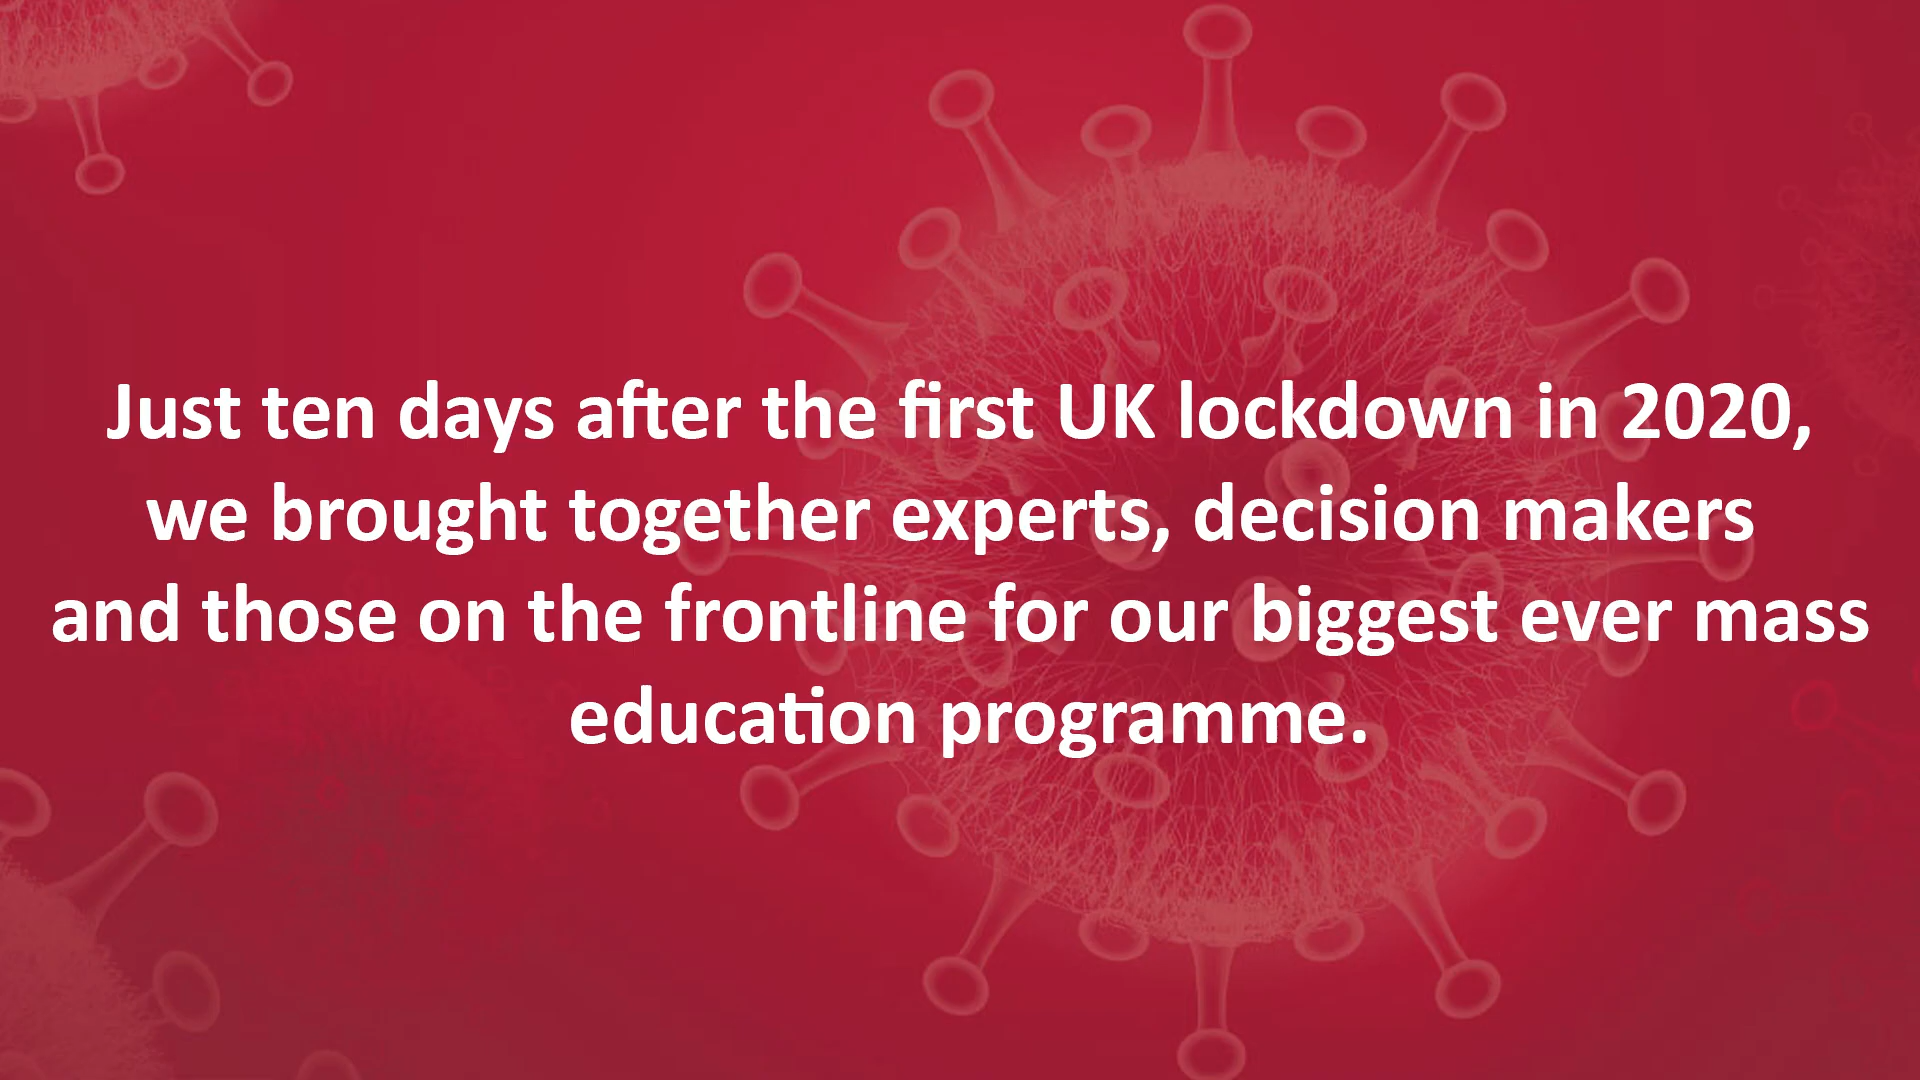 Just ten days after the first UK lockdown in 2020,
we brought together experts, decision makers
and those on the frontline for our biggest ever mass
education programme.